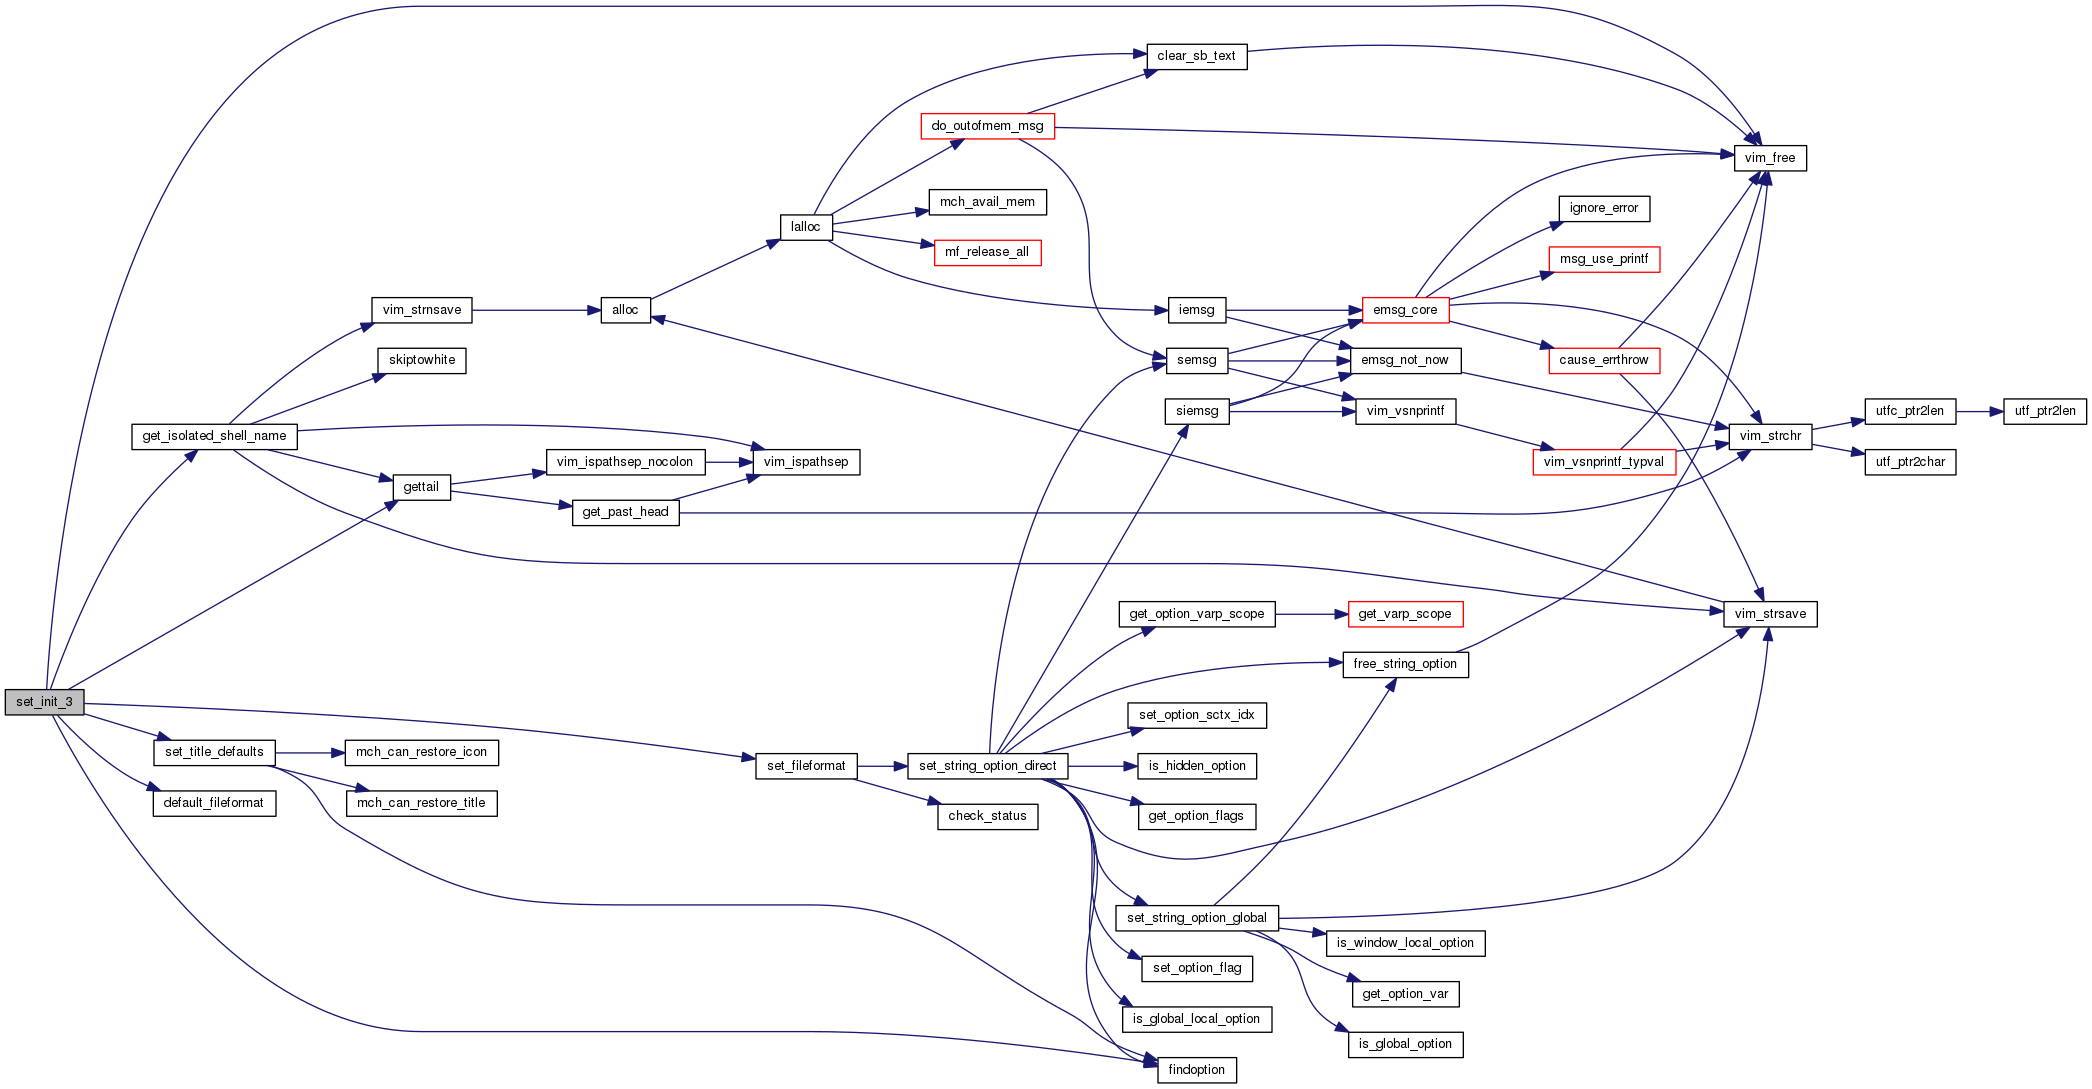 clear_sb_text
do_outofmem_msg
vim_free
mch_avail_mem
ignore_error
lalloc
mf_release_all
msg_use_printf
vim_strnsave
alloc
iemsg
emsg_core
skiptowhite
semsg
emsg_not_now
cause_errthrow
siemsg
vim_vsnprintf
utfc_ptr2len
utf_ptr2len
get_isolated_shell_name
vim_strchr
vim_ispathsep_nocolon
vim_ispathsep
vim_vsnprintf_typval
utf_ptr2char
gettail
get_past_head
get_option_varp_scope
get_varp_scope
vim_strsave
free_string_option
set_init_3
set_option_sctx_idx
set_title_defaults
mch_can_restore_icon
set_fileformat
set_string_option_direct
is_hidden_option
default_fileformat
mch_can_restore_title
check_status
get_option_flags
set_string_option_global
is_window_local_option
set_option_flag
get_option_var
is_global_local_option
is_global_option
findoption